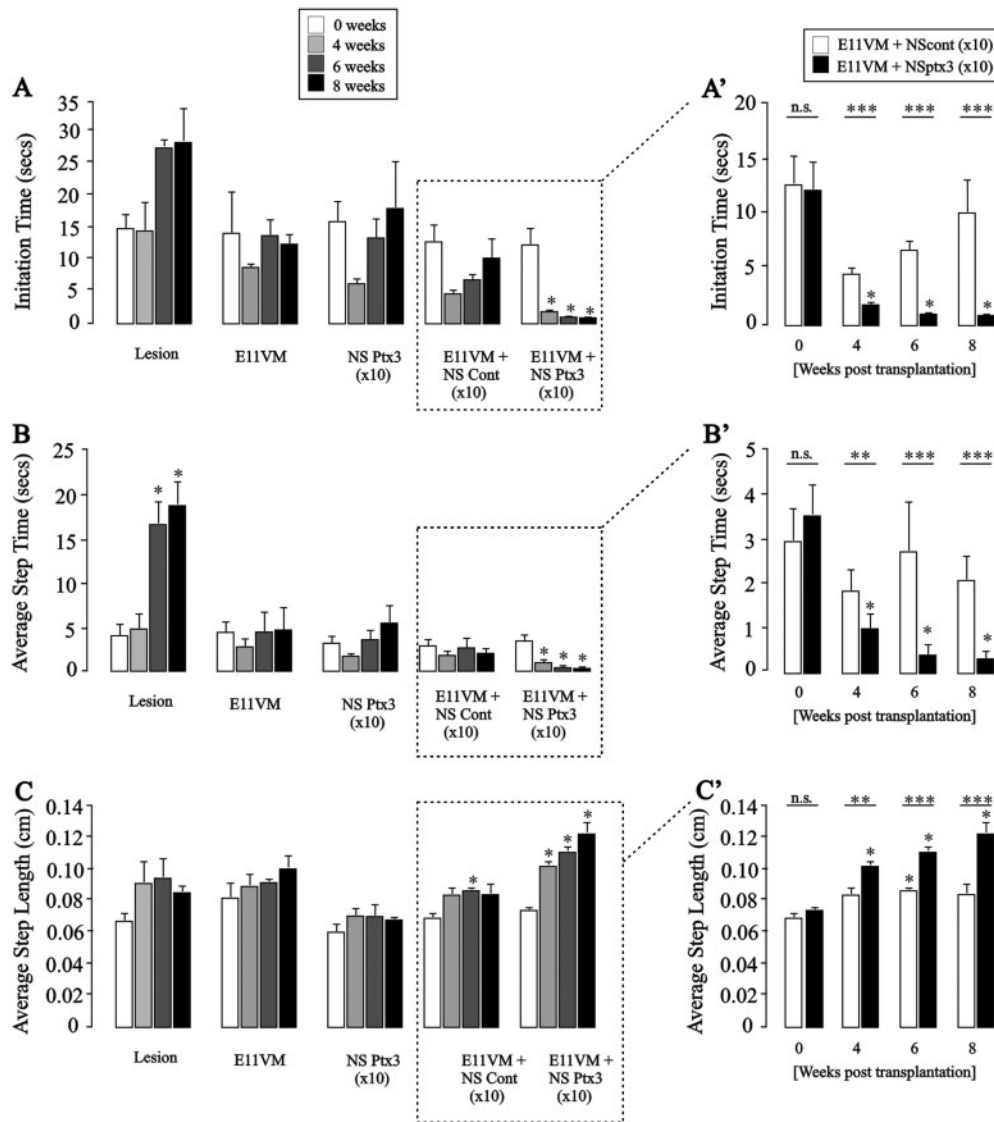 0 weeks
4 weeks
6 weeks
8 weeks
E11VM + NScont (x10)
E11VM + NSptx3 (x10)
A
Initation Time (secs)
35
30
25
20
15
10
5
0
*
*
*
Lesion
E11VM
NS Ptx3
(x10)
E11VM +
NS Cont
(x10)
E11VM +
NS Ptx3
(x10)
A'
Initation Time (secs)
20
15
10
5
0
n.s.
***
***
***
*
*
*
0
4
6
8
[Weeks post transplantation]
B
Average Step Time (secs)
25
20
15
10
5
0
*
*
*
*
*
Lesion
E11VM
NS Ptx3
(x10)
E11VM +
NS Cont
(x10)
E11VM +
NS Ptx3
(x10)
B'
Average Step Time (secs)
5
4
3
2
1
0
n.s.
**
***
***
*
*
*
0
4
6
8
[Weeks post transplantation]
C
Average Step Length (cm)
0.14
0.12
0.10
0.08
0.06
0.04
0.02
0
*
*
*
*
Lesion
E11VM
NS Ptx3
(x10)
E11VM +
NS Cont
(x10)
E11VM +
NS Ptx3
(x10)
C'
Average Step Length (cm)
0.14
0.12
0.10
0.08
0.06
0.04
0.02
0
n.s.
**
***
***
*
*
*
*
0
4
6
8
[Weeks post transplantation]